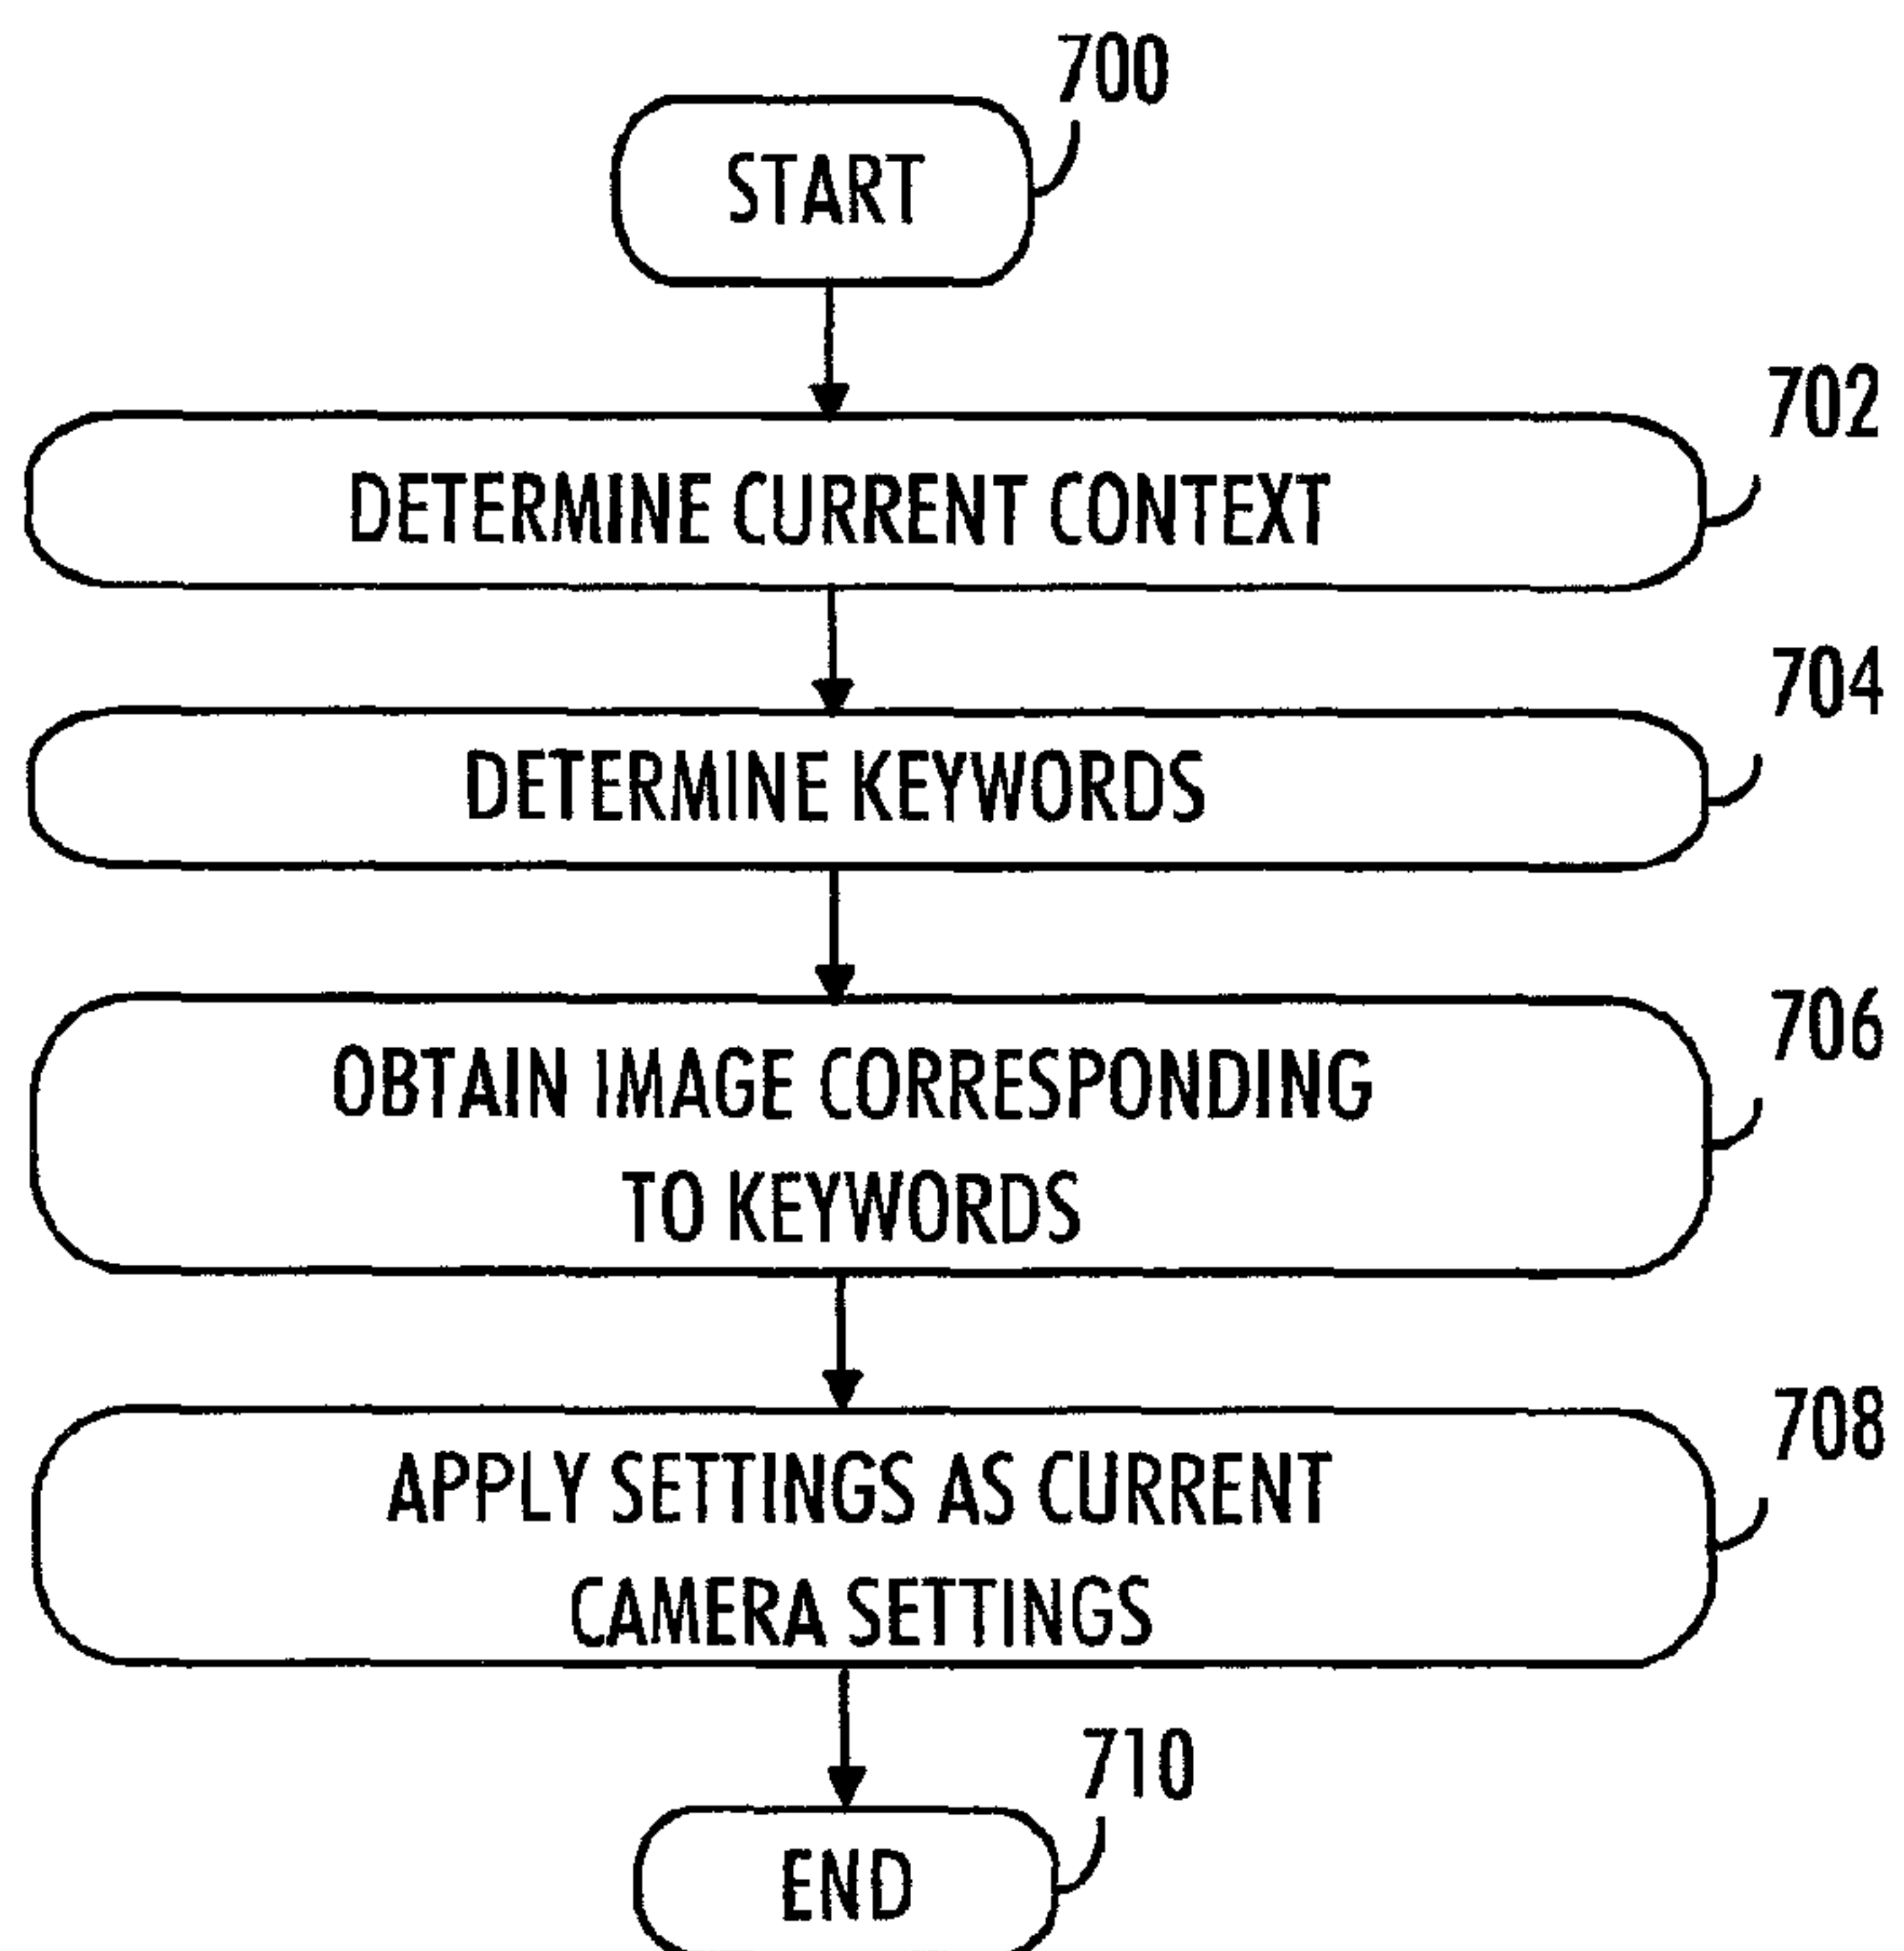 700
START
702
DETERMINE CURRENT CONTEXT
704
DETERMINE KEYWORDS
706
OBTAIN IMAGE CORRESPONDING
TO KEYWORDS
708
APPLY SETTINGS AS CURRENT
CAMERA SETTINGS
710
END